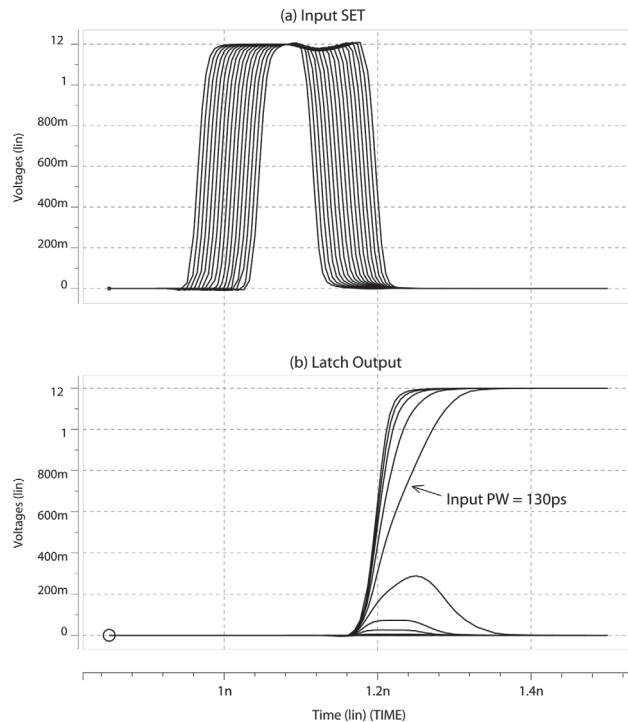 (a) Input SET
12
1
800m
600m
400m
200m
0
Voltages (lin)
(b) Latch Output
12
1
800m
600m
400m
200m
0
Voltages (lin)
Input PW = 130ps
1n
1.2n
1.4n
Time (lin) (TIME)